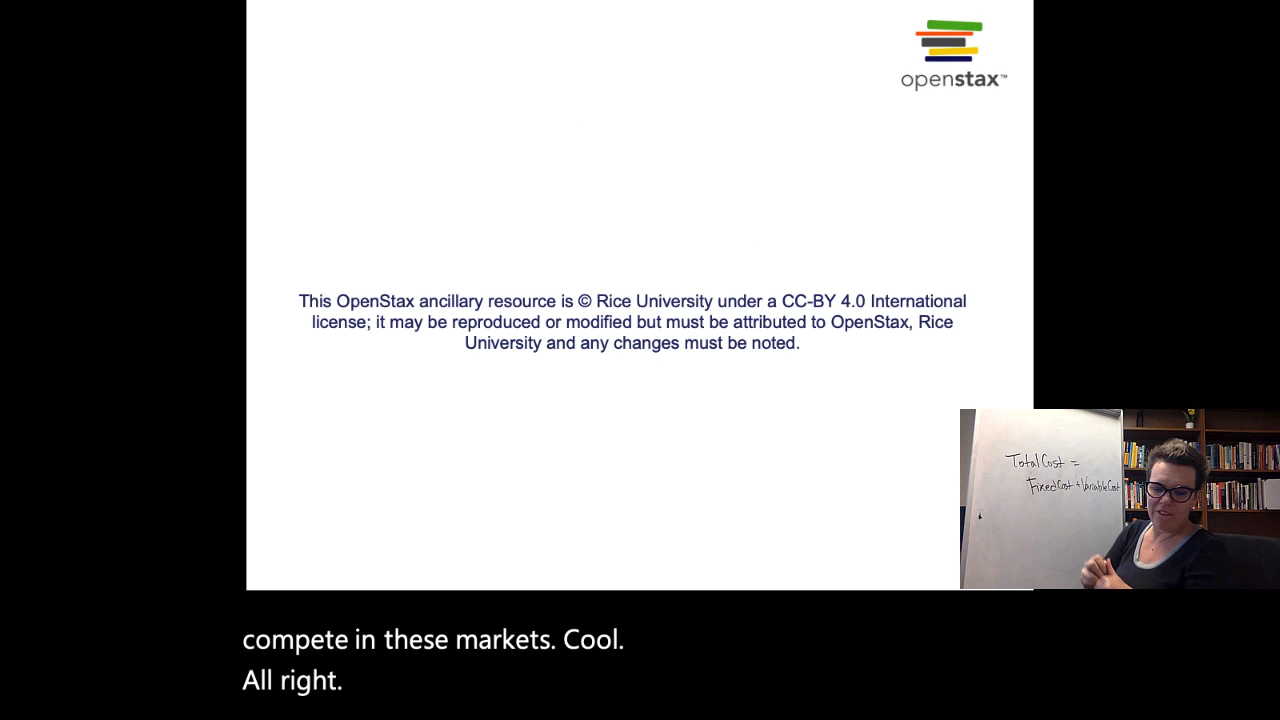 openstax™
This OpenStax ancillary resource is © Rice University under a CC-BY 4.0 International
license; it may be reproduced or modified but must be attributed to OpenStax, Rice
University and any changes must be noted.
Total Cost =
Fixed Cost + Variable Cost
compete in these markets. Cool.
All right.